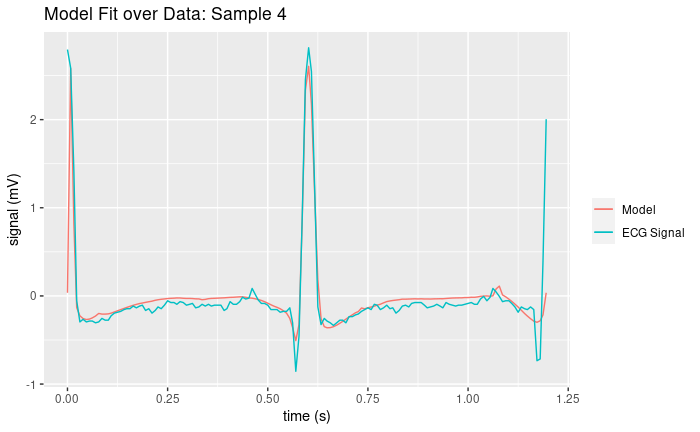 Model Fit over Data: Sample 4
signal (mV)
2
1
0
-1
0.00 0.25 0.50 0.75 1.00 1.25
time (s)
Model
ECG Signal